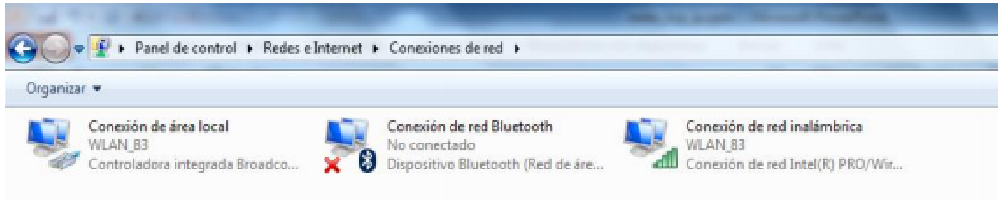 Panel de control Redes e Internet Conexiones de red
Organizar
Conexión de área local
WLAN_83
Controladora integrada Broadco...
Conexión de red Bluetooth
No conectado
Dispositivo Bluetooth (Red de áre...
Conexión de red inalámbrica
WLAN_83
Conexión de red Intel(R) PRO/Wir...